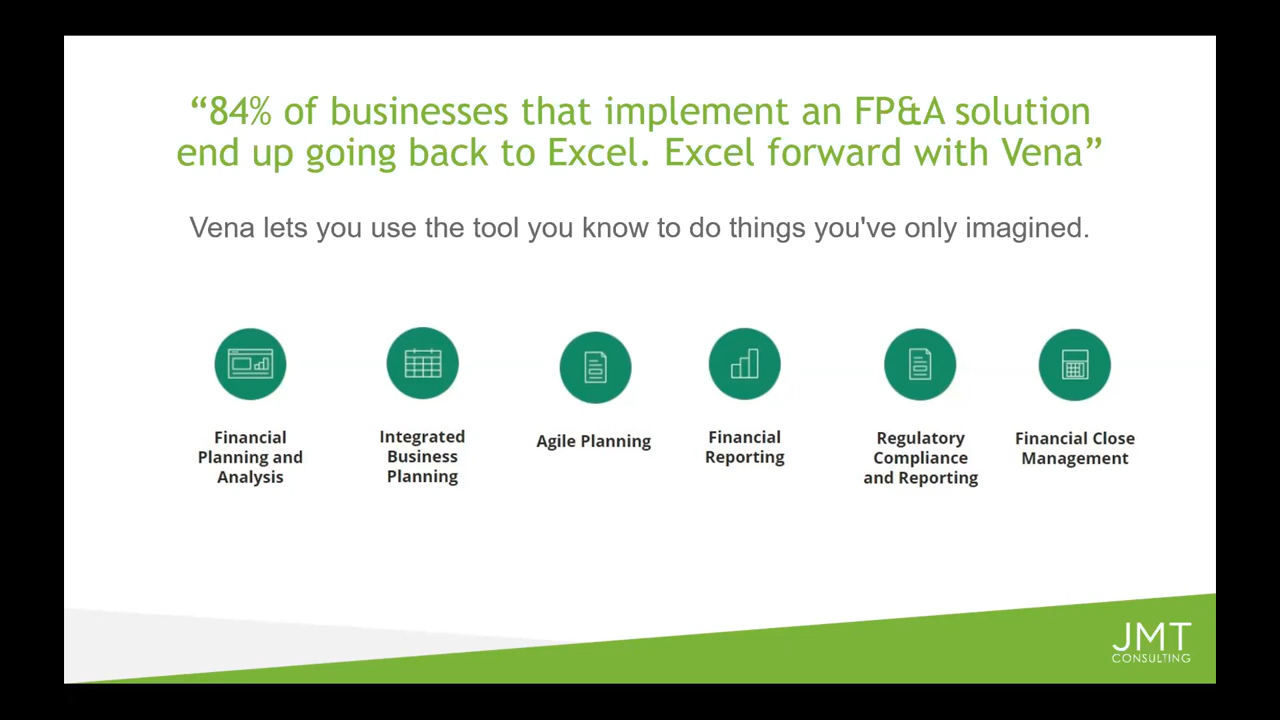 “84% of businesses that implement an FP&A solution
end up going back to Excel. Excel forward with Vena”
Vena lets you use the tool you know to do things you've only imagined.
Financial
Planning and
Analysis
Integrated
Business
Planning
Agile Planning
Financial
Reporting
Regulatory
Compliance
and Reporting
Financial Close
Management
JMT
CONSULTING